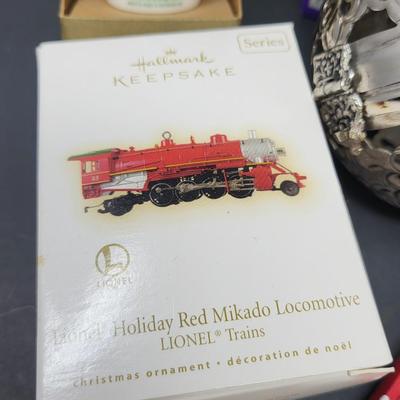 Hallmark
KEEPSAKE
Series
LIONEL
Lionel® Holiday Red Mikado Locomotive
LIONEL® Trains
christmas ornament • décoration de noël